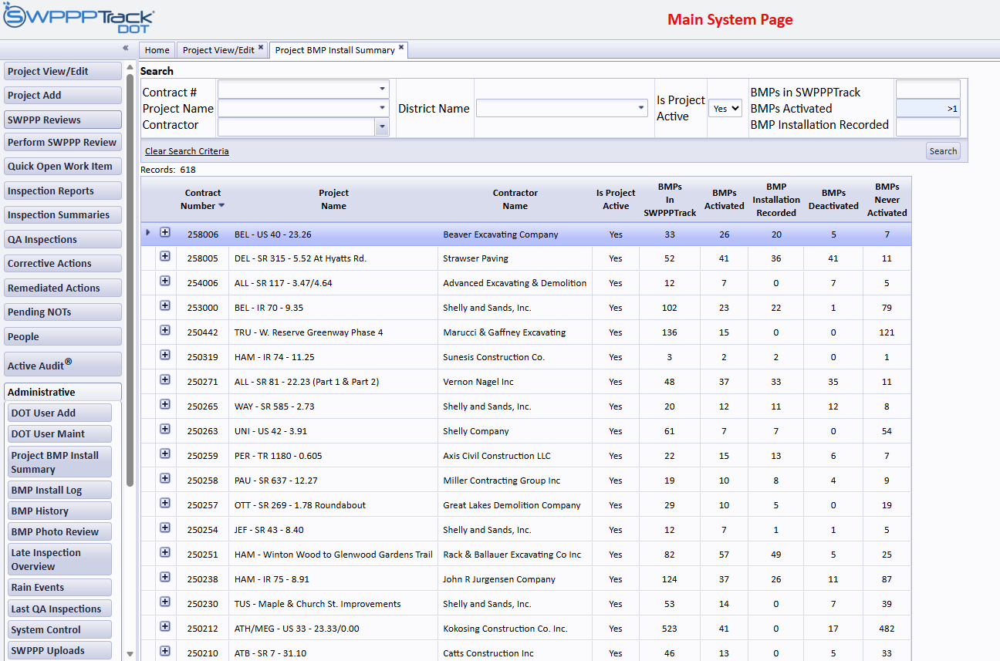 SWPPPTrack DOT
Main System Page
«
Home
Project View/Edit ×
Project BMP Install Summary ×
Project View/Edit
Project Add
SWPPP Reviews
Perform SWPPP Review
Quick Open Work Item
Inspection Reports
Inspection Summaries
QA Inspections
Corrective Actions
Remediated Actions
Pending NOTs
People
Active Audit®
Administrative
DOT User Add
DOT User Maint
Project BMP Install
Summary
BMP Install Log
BMP History
BMP Photo Review
Late Inspection
Overview
Rain Events
Last QA Inspections
System Control
SWPPP Uploads
Search
Contract #
Project Name
Contractor
District Name
Is Project
Active
Yes
BMPs in SWPPPTrack
BMPs Activated >1
BMP Installation Recorded
Clear Search Criteria
Search
Records: 618
Contract Number
Project Name
Contractor Name
Is Project Active
BMPs In SWPPPTrack
BMPs Activated
BMP Installation Recorded
BMPs Deactivated
BMPs Never Activated
258006 BEL - US 40 - 23.26 Beaver Excavating Company Yes 33 26 20 5 7
258005 DEL - SR 315 - 5.52 At Hyatts Rd. Strawser Paving Yes 52 41 36 41 11
254006 ALL - SR 117 - 3.47/4.64 Advanced Excavating & Demolition Yes 12 7 0 7 5
253000 BEL - IR 70 - 9.35 Shelly and Sands, Inc. Yes 102 23 22 1 79
250442 TRU - W. Reserve Greenway Phase 4 Marucci & Gaffney Excavating Yes 136 15 0 0 121
250319 HAM - IR 74 - 11.25 Sunesis Construction Co. Yes 3 2 2 0 1
250271 ALL - SR 81 - 22.23 (Part 1 & Part 2) Vernon Nagel Inc Yes 48 37 33 35 11
250265 WAY - SR 585 - 2.73 Shelly and Sands, Inc. Yes 20 12 11 12 8
250263 UNI - US 42 - 3.91 Shelly Company Yes 61 7 7 0 54
250259 PER - TR 1180 - 0.605 Axis Civil Construction LLC Yes 22 15 13 6 7
250258 PAU - SR 637 - 12.27 Miller Contracting Group Inc Yes 19 10 8 4 9
250257 OTT - SR 269 - 1.78 Roundabout Great Lakes Demolition Company Yes 29 10 5 0 19
250254 JEF - SR 43 - 8.40 Shelly and Sands, Inc. Yes 12 7 1 1 5
250251 HAM - Winton Wood to Glenwood Gardens Trail Rack & Ballauer Excavating Co Inc Yes 82 57 49 5 25
250238 HAM - IR 75 - 8.91 John R Jurgensen Company Yes 124 37 26 11 87
250230 TUS - Maple & Church St. Improvements Shelly and Sands, Inc. Yes 53 14 0 7 39
250212 ATH/MEG - US 33 - 23.33/0.00 Kokosing Construction Co. Inc. Yes 523 41 0 17 482
250210 ATB - SR 7 - 31.10 Catts Construction Inc Yes 46 13 0 5 33